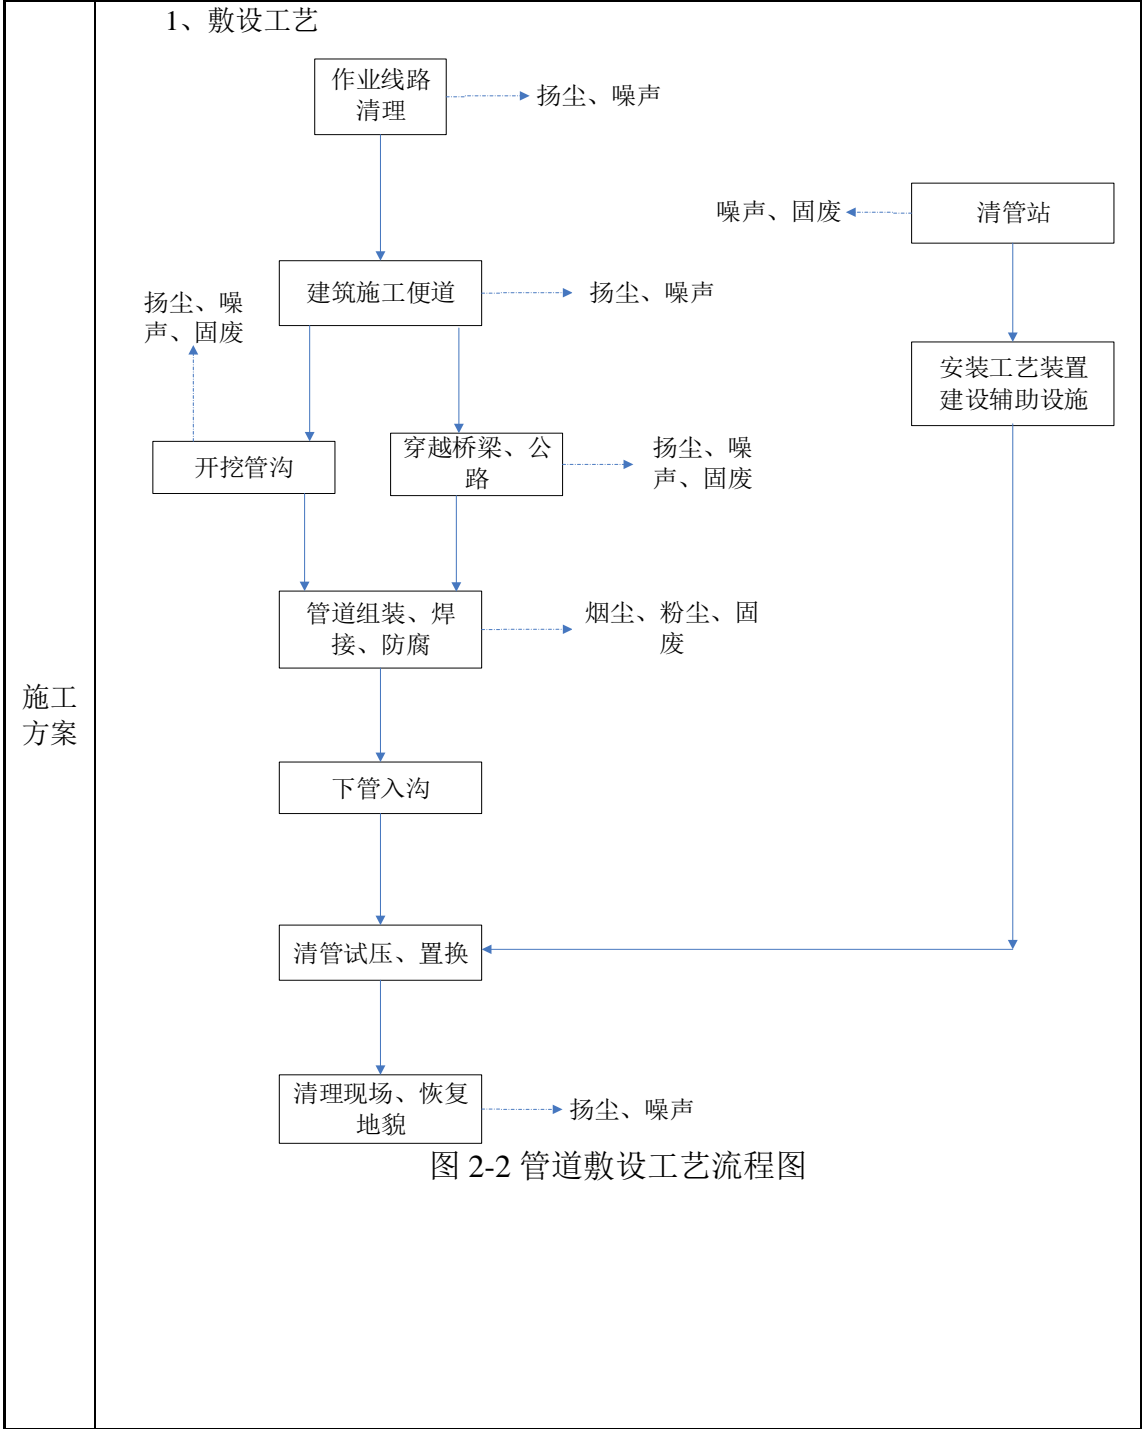 1、敷设工艺
作业线路
清理
扬尘、噪声
噪声、固废
清管站
建筑施工便道
扬尘、噪声
扬尘、噪
声、固废
安装工艺装置
建设辅助设施
开挖管沟
穿越桥梁、公
路
扬尘、噪
声、固废
管道组装、焊
接、防腐
烟尘、粉尘、固
废
施工
方案
下管入沟
清管试压、置换
清理现场、恢复
地貌
扬尘、噪声
图 2-2 管道敷设工艺流程图